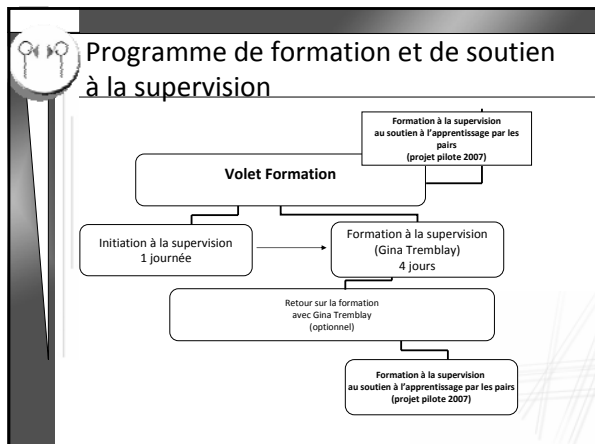 Programme de formation et de soutien
à la supervision
Formation à la supervision
au soutien à l'apprentissage par les
pairs
(projet pilote 2007)
Volet Formation
Initiation à la supervision
1 journée
Formation à la supervision
(Gina Tremblay)
4 jours
Retour sur la formation
avec Gina Tremblay
(optionnel)
Formation à la supervision
au soutien à l'apprentissage par les pairs
(projet pilote 2007)